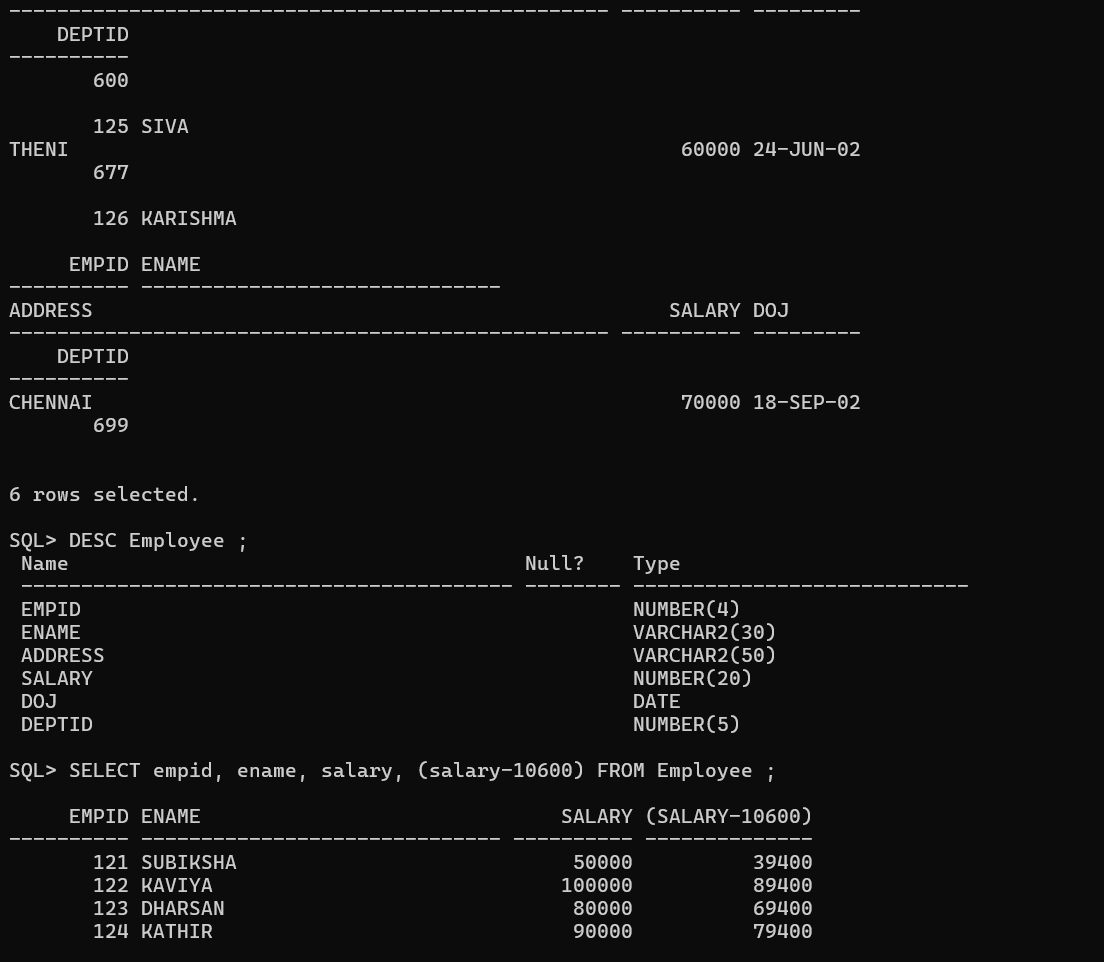 ------------------------------------------------- ---------- ---------
    DEPTID
----------
       600

       125 SIVA
THENI                                                   60000 24-JUN-02
       677

       126 KARISHMA

     EMPID ENAME
---------- ------------------------------
ADDRESS                                                SALARY DOJ
-------------------------------------------------- ---------- ---------
    DEPTID
----------
CHENNAI                                                 70000 18-SEP-02
       699


6 rows selected.

SQL> DESC Employee ;
 Name                                      Null?    Type
 ----------------------------------------- -------- ----------------------------
 EMPID                                              NUMBER(4)
 ENAME                                              VARCHAR2(30)
 ADDRESS                                            VARCHAR2(50)
 SALARY                                             NUMBER(20)
 DOJ                                                DATE
 DEPTID                                             NUMBER(5)

SQL> SELECT empid, ename, salary, (salary-10600) FROM Employee ;

     EMPID ENAME                              SALARY (SALARY-10600)
---------- ------------------------------ ---------- --------------
       121 SUBIKSHA                            50000          39400
       122 KAVIYA                             100000          89400
       123 DHARSAN                             80000          69400
       124 KATHIR                              90000          79400